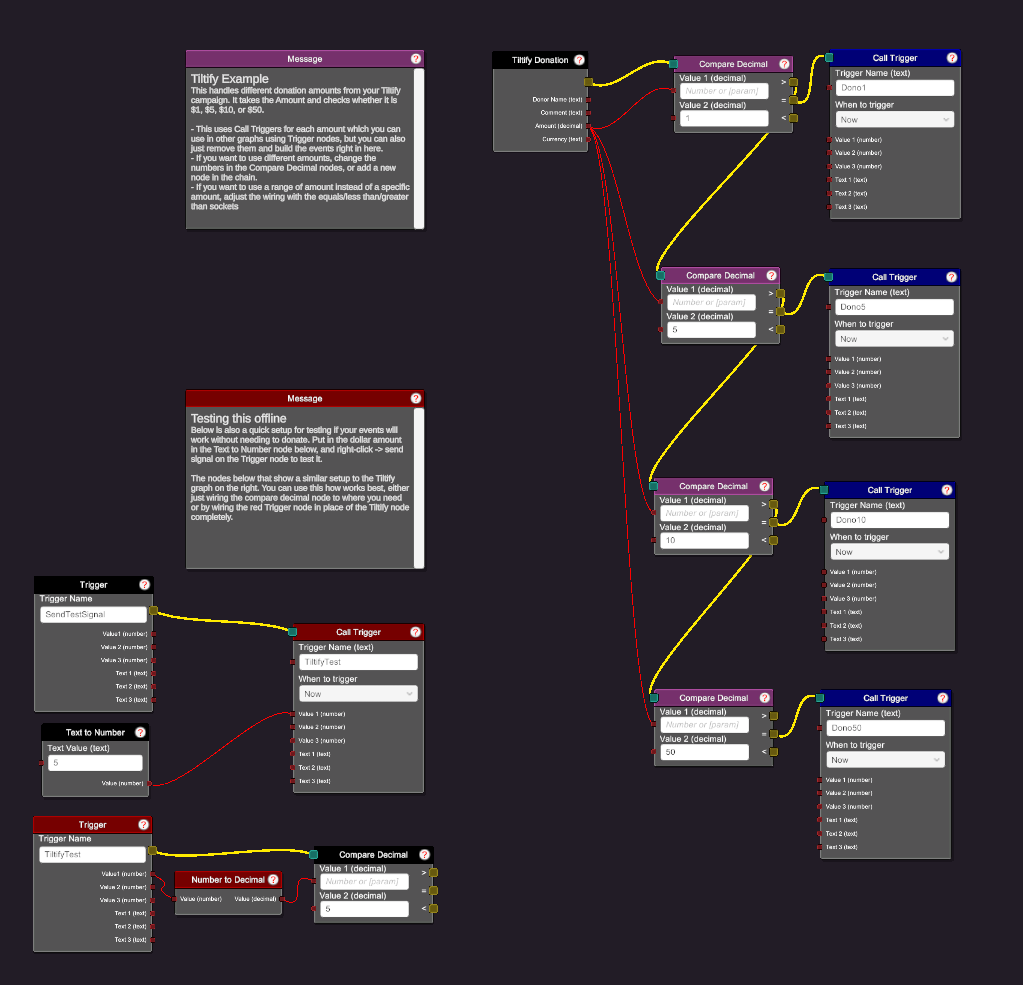 Message
Tiltify Example
This handles different donation amounts from your Tiltify
campaign. It takes the Amount and checks whether it is
$1, $5, $10, or $50.
- This uses Call Triggers for each amount which you can
use in other graphs using Trigger nodes, but you can also
just remove them and build the events right in here.
- If you want to use different amounts, change the
numbers in the Compare Decimal nodes, or add a new
node in the chain.
- If you want to use a range of amount instead of a specific
amount, adjust the wiring with the equals/less than/greater
than sockets
Tiltify Donation
Donor Name (text)
Comment (text)
Amount (decimal)
Currency (text)
Compare Decimal
Value 1 (decimal)
>
Number or [param]
=
Value 2 (decimal)
<
1
Call Trigger
Trigger Name (text)
Dono1
When to trigger
Now
Value 1 (number)
Value 2 (number)
Value 3 (number)
Text 1 (text)
Text 2 (text)
Text 3 (text)
Compare Decimal
Value 1 (decimal)
>
Number or [param]
=
Value 2 (decimal)
<
5
Call Trigger
Trigger Name (text)
Dono5
When to trigger
Now
Value 1 (number)
Value 2 (number)
Value 3 (number)
Text 1 (text)
Text 2 (text)
Text 3 (text)
Message
Testing this offline
Below is also a quick setup for testing if your events will
work without needing to donate. Put in the dollar amount
in the Text to Number node below, and right-click -> send
signal on the Trigger node to test it.
The nodes below that show a similar setup to the Tiltify
graph on the right. You can use this how works best, either
just wiring the compare decimal node to where you need
or by wiring the red Trigger node in place of the Tiltify node
completely.
Compare Decimal
Value 1 (decimal)
>
Number or [param]
=
Value 2 (decimal)
<
10
Call Trigger
Trigger Name (text)
Dono10
When to trigger
Now
Value 1 (number)
Value 2 (number)
Value 3 (number)
Text 1 (text)
Text 2 (text)
Text 3 (text)
Trigger
Trigger Name
SendTestSignal
Value1 (number)
Value 2 (number)
Value 3 (number)
Text 1 (text)
Text 2 (text)
Text 3 (text)
Call Trigger
Trigger Name (text)
TiltifyTest
When to trigger
Now
Value 1 (number)
Value 2 (number)
Value 3 (number)
Text 1 (text)
Text 2 (text)
Text 3 (text)
Compare Decimal
Value 1 (decimal)
>
Number or [param]
=
Value 2 (decimal)
<
50
Call Trigger
Trigger Name (text)
Dono50
When to trigger
Now
Value 1 (number)
Value 2 (number)
Value 3 (number)
Text 1 (text)
Text 2 (text)
Text 3 (text)
Text to Number
Text Value (text)
5
Value (number)
Trigger
Trigger Name
TiltifyTest
Value1 (number)
Value 2 (number)
Value 3 (number)
Text 1 (text)
Text 2 (text)
Text 3 (text)
Number to Decimal
Value (number)
Value (decimal)
Compare Decimal
Value 1 (decimal)
>
Number or [param]
=
Value 2 (decimal)
<
5